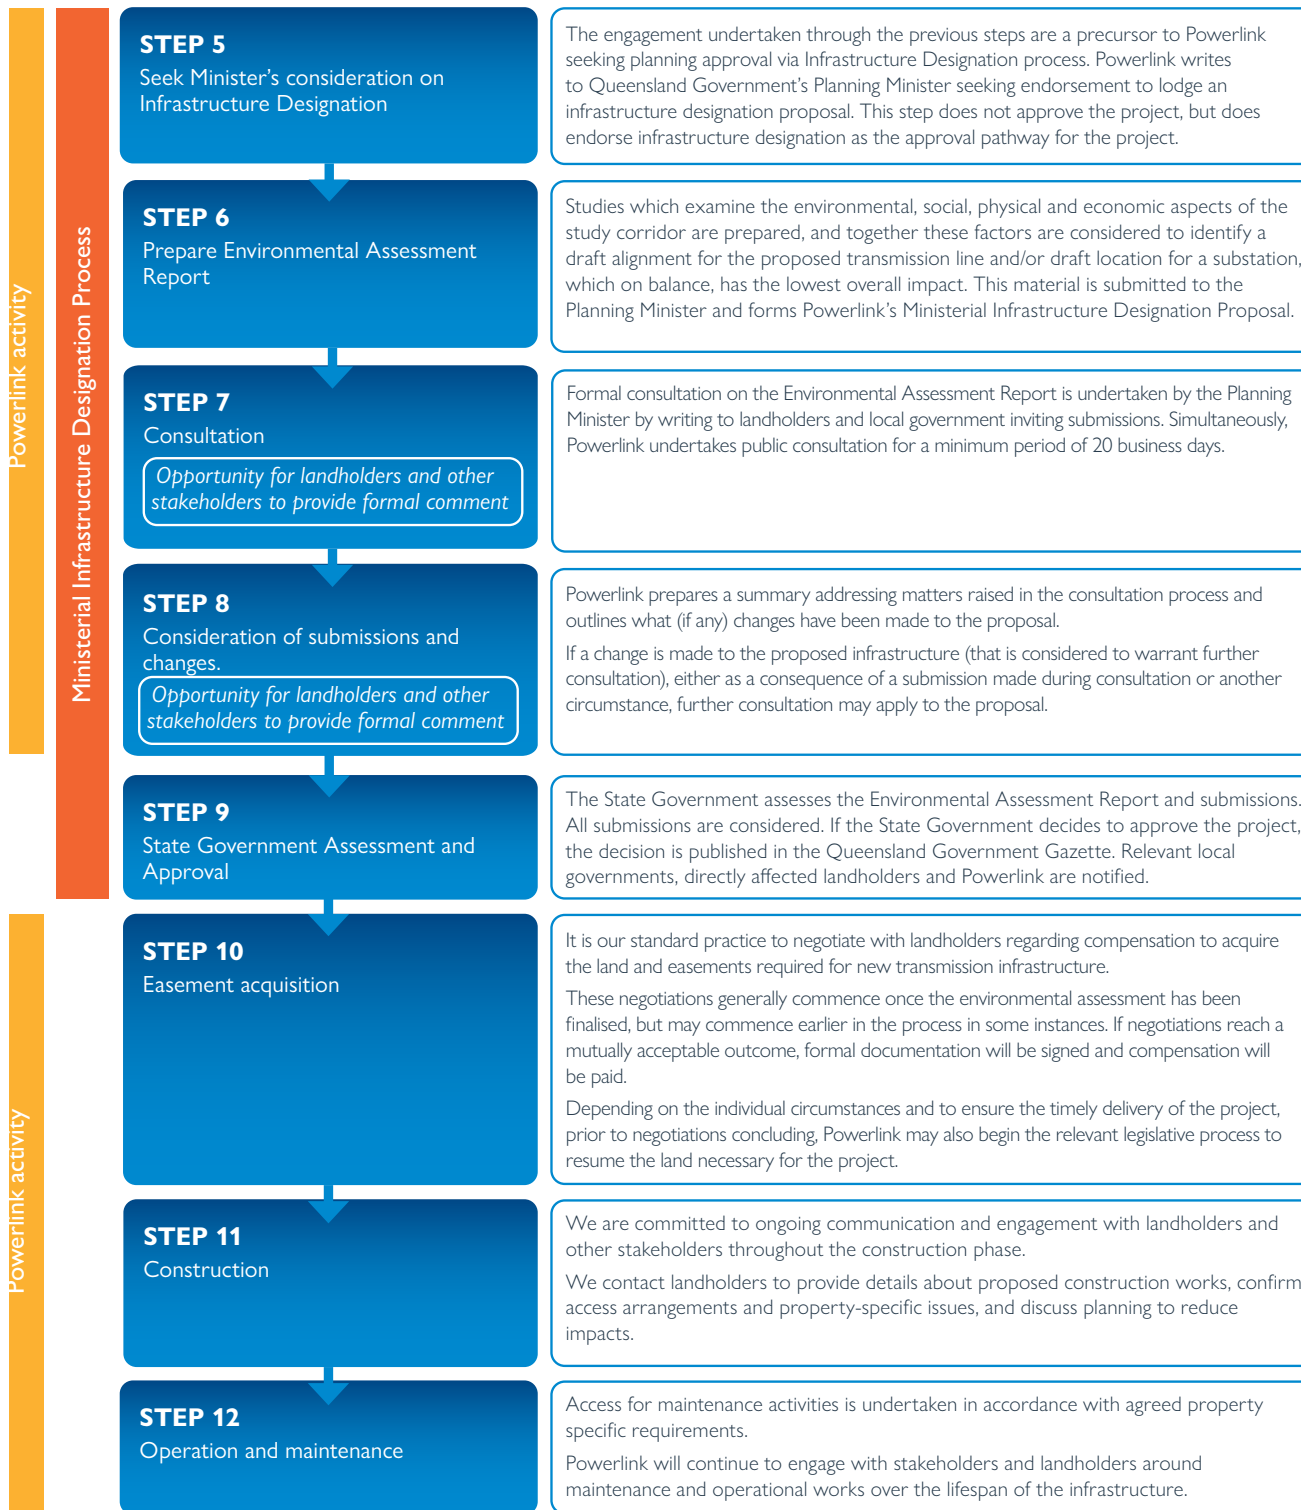 Powerlink activity
Ministerial Infrastructure Designation Process
STEP 5
Seek Minister's consideration on
Infrastructure Designation
The engagement undertaken through the previous steps are a precursor to Powerlink
seeking planning approval via Infrastructure Designation process. Powerlink writes
to Queensland Government's Planning Minister seeking endorsement to lodge an
infrastructure designation proposal. This step does not approve the project, but does
endorse infrastructure designation as the approval pathway for the project.
STEP 6
Prepare Environmental Assessment
Report
Studies which examine the environmental, social, physical and economic aspects of the
study corridor are prepared, and together these factors are considered to identify a
draft alignment for the proposed transmission line and/or draft location for a substation,
which on balance, has the lowest overall impact. This material is submitted to the
Planning Minister and forms Powerlink's Ministerial Infrastructure Designation Proposal.
STEP 7
Consultation
Opportunity for landholders and other
stakeholders to provide formal comment
Formal consultation on the Environmental Assessment Report is undertaken by the Planning
Minister by writing to landholders and local government inviting submissions. Simultaneously,
Powerlink undertakes public consultation for a minimum period of 20 business days.
STEP 8
Consideration of submissions and
changes.
Opportunity for landholders and other
stakeholders to provide formal comment
Powerlink prepares a summary addressing matters raised in the consultation process and
outlines what (if any) changes have been made to the proposal.
If a change is made to the proposed infrastructure (that is considered to warrant further
consultation), either as a consequence of a submission made during consultation or another
circumstance, further consultation may apply to the proposal.
STEP 9
State Government Assessment and
Approval
The State Government assesses the Environmental Assessment Report and submissions.
All submissions are considered. If the State Government decides to approve the project,
the decision is published in the Queensland Government Gazette. Relevant local
governments, directly affected landholders and Powerlink are notified.
Powerlink activity
STEP 10
Easement acquisition
It is our standard practice to negotiate with landholders regarding compensation to acquire
the land and easements required for new transmission infrastructure.
These negotiations generally commence once the environmental assessment has been
finalised, but may commence earlier in the process in some instances. If negotiations reach a
mutually acceptable outcome, formal documentation will be signed and compensation will
be paid.
Depending on the individual circumstances and to ensure the timely delivery of the project,
prior to negotiations concluding, Powerlink may also begin the relevant legislative process to
resume the land necessary for the project.
STEP 11
Construction
We are committed to ongoing communication and engagement with landholders and
other stakeholders throughout the construction phase.
We contact landholders to provide details about proposed construction works, confirm
access arrangements and property-specific issues, and discuss planning to reduce
impacts.
STEP 12
Operation and maintenance
Access for maintenance activities is undertaken in accordance with agreed property
specific requirements.
Powerlink will continue to engage with stakeholders and landholders around
maintenance and operational works over the lifespan of the infrastructure.